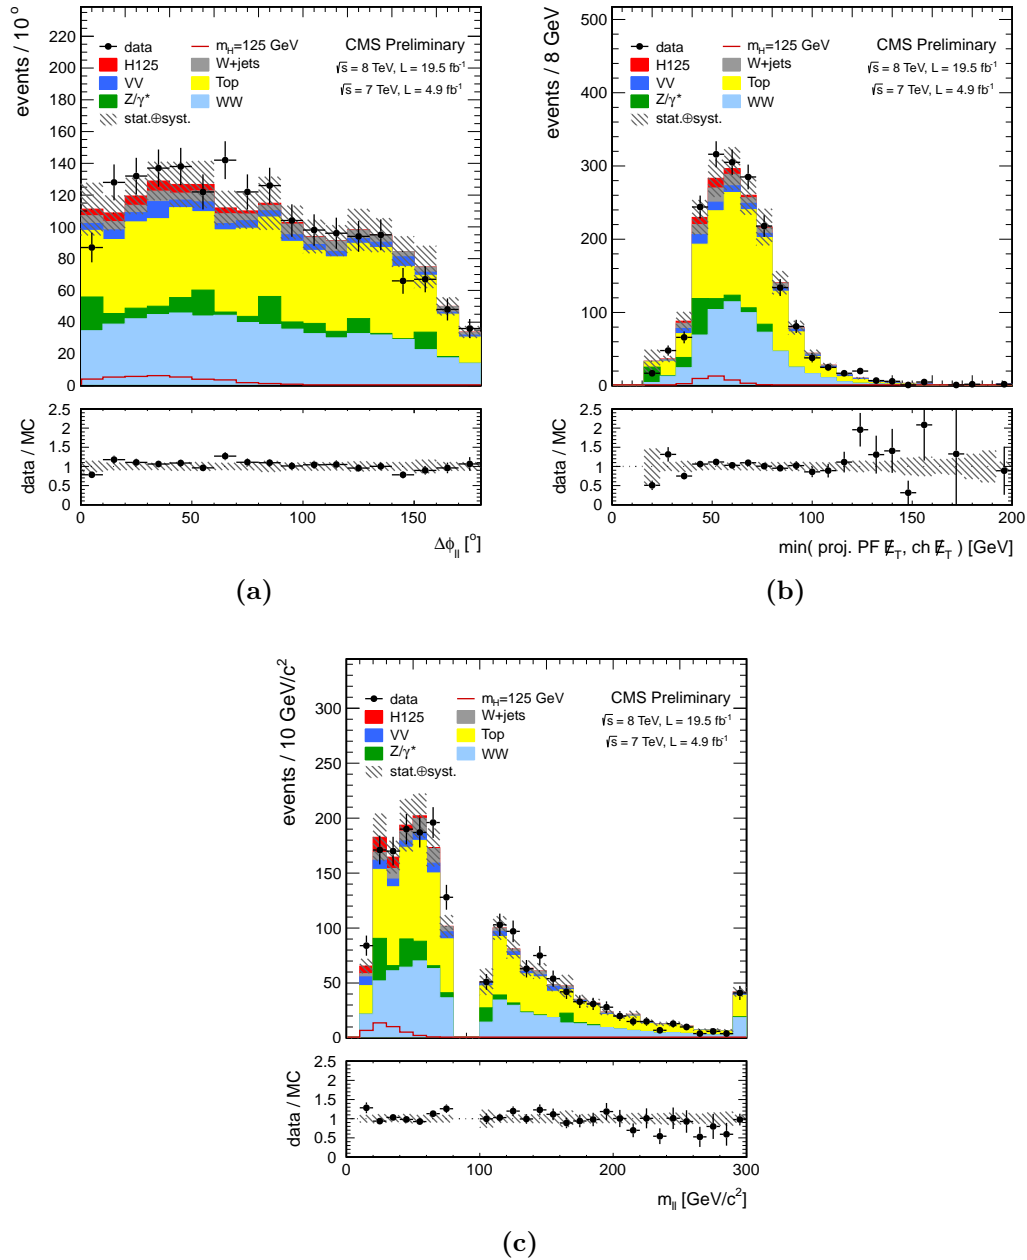 events / 10 °
220
200
180
160
140
120
100
80
60
40
20
0
data
H125
VV
Z/γ*
stat.⊕syst.
m_H=125 GeV
W+jets
Top
WW
CMS Preliminary
√s = 8 TeV, L = 19.5 fb⁻¹
√s = 7 TeV, L = 4.9 fb⁻¹
data / MC
2.5
2
1.5
1
0.5
0
0 50 100 150
Δϕ_ll [°]
(a)
events / 8 GeV
500
400
300
200
100
0
data
H125
VV
Z/γ*
stat.⊕syst.
m_H=125 GeV
W+jets
Top
WW
CMS Preliminary
√s = 8 TeV, L = 19.5 fb⁻¹
√s = 7 TeV, L = 4.9 fb⁻¹
data / MC
2.5
2
1.5
1
0.5
0
0 50 100 150 200
min( proj. PF E̸_T, ch E̸_T ) [GeV]
(b)
events / 10 GeV/c²
300
250
200
150
100
50
0
data
H125
VV
Z/γ*
stat.⊕syst.
m_H=125 GeV
W+jets
Top
WW
CMS Preliminary
√s = 8 TeV, L = 19.5 fb⁻¹
√s = 7 TeV, L = 4.9 fb⁻¹
data / MC
2.5
2
1.5
1
0.5
0
0 100 200 300
m_ll [GeV/c²]
(c)